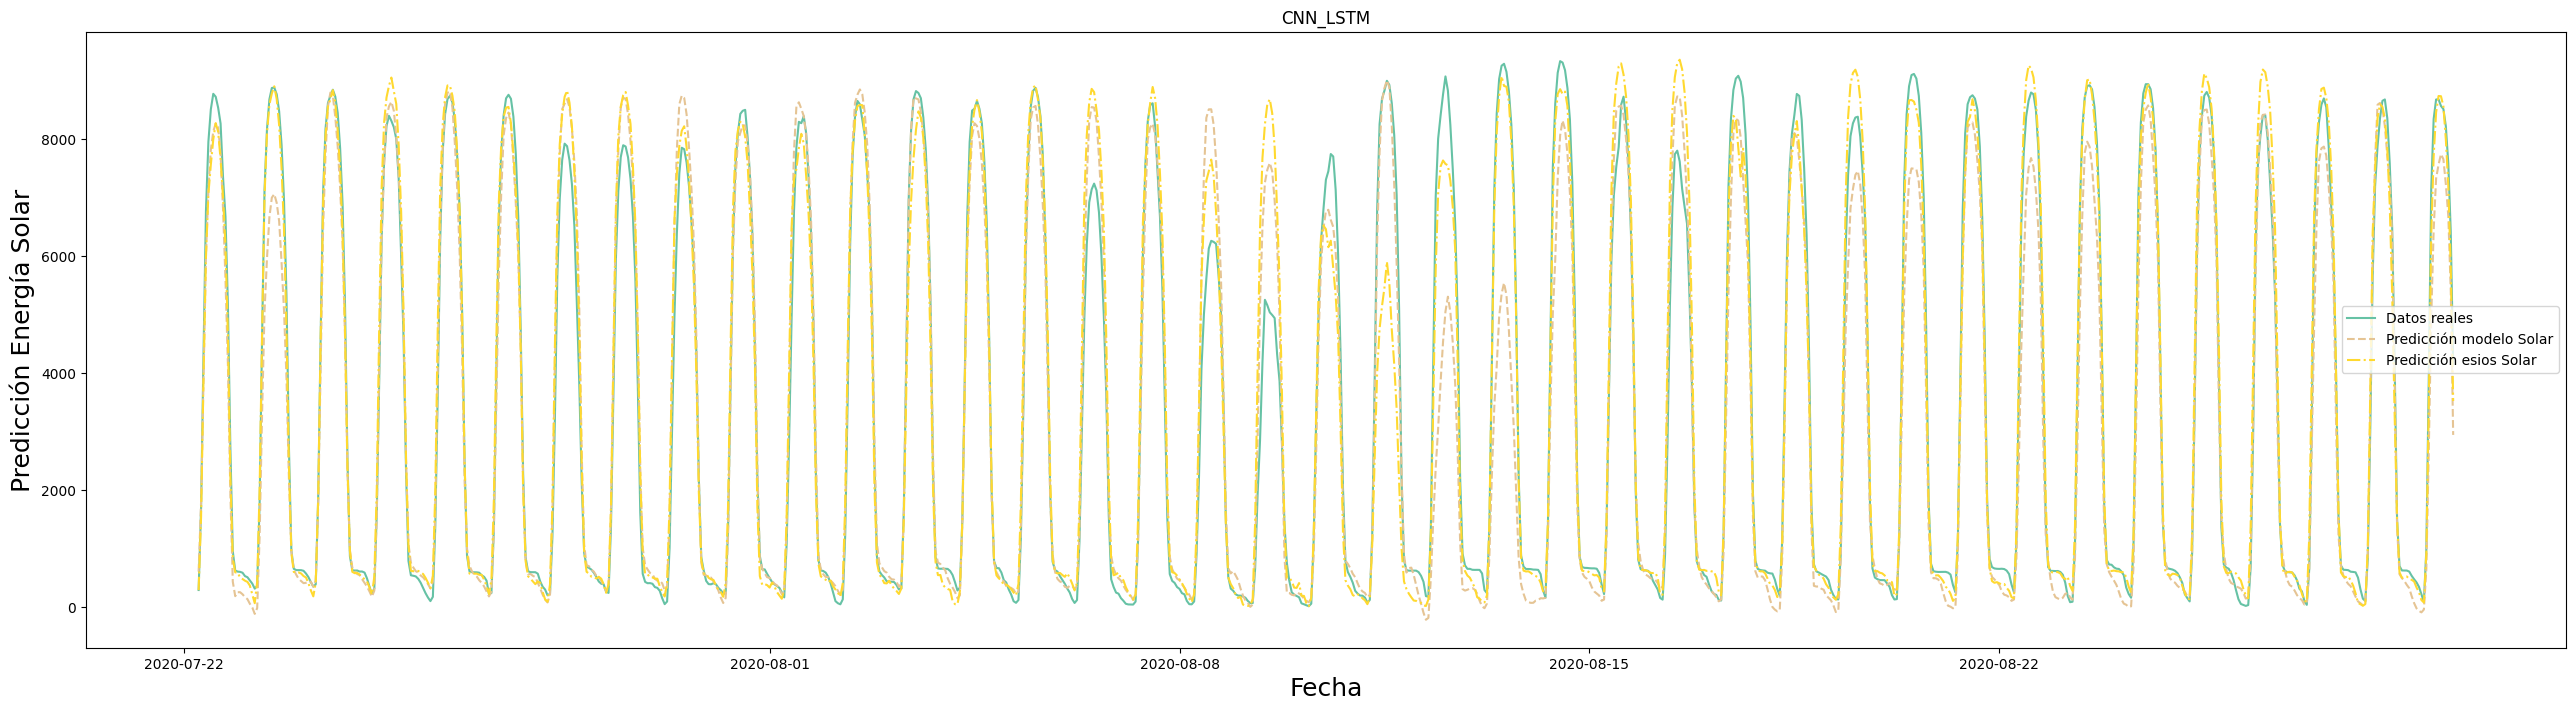 CNN_LSTM
Predicción Energía Solar
8000
6000
4000
2000
0
Datos reales
Predicción modelo Solar
Predicción esios Solar
2020-07-22
2020-08-01
2020-08-08
2020-08-15
2020-08-22
Fecha